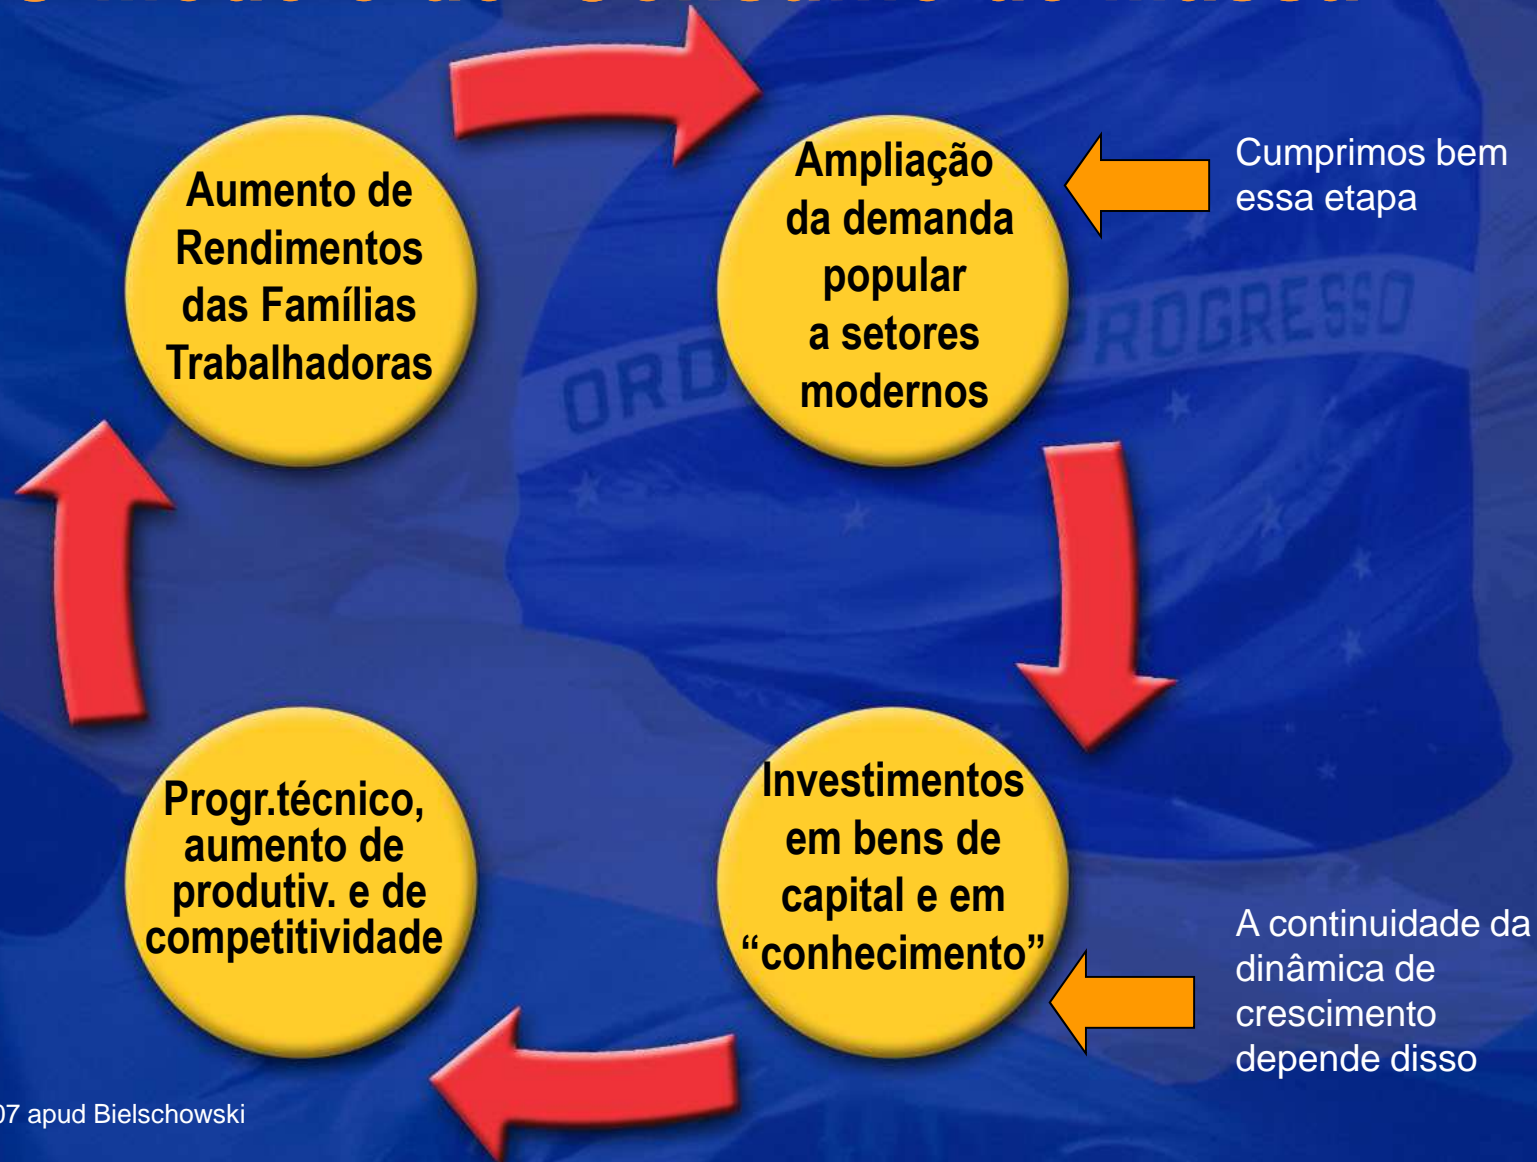 Aumento de
Rendimentos
das Famílias
Trabalhadoras
Ampliação
da demanda
popular
a setores
modernos
Cumprimos bem
essa etapa
ORD
PROGRESSO
Investimentos
em bens de
capital e em
“conhecimento”
A continuidade da
dinâmica de
crescimento
depende disso
Progr.técnico,
aumento de
produtiv. e de
competitividade
07 apud Bielschowski